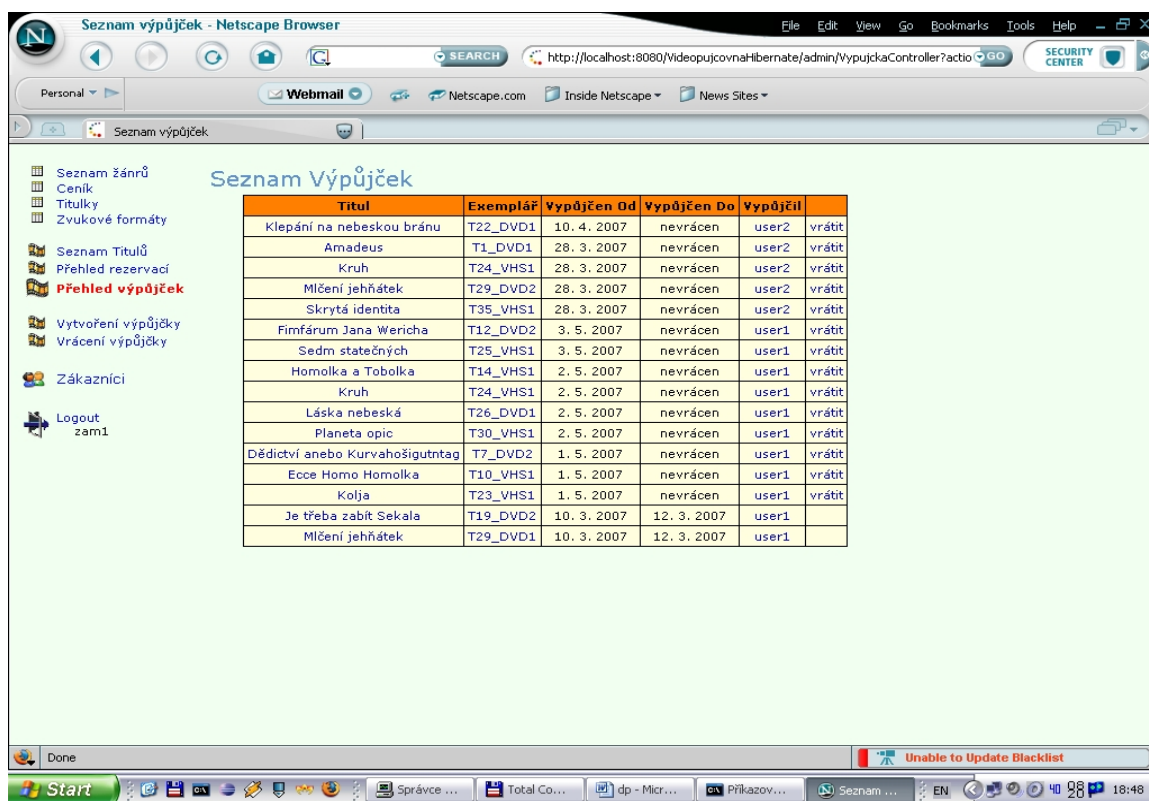 Seznam výpůjček - Netscape Browser
File Edit View Go Bookmarks Tools Help
SEARCH http://localhost:8080/VideopujcovnaHibernate/admin/VypujckaController?actio GO SECURITY CENTER
Personal Webmail Netscape.com Inside Netscape News Sites
Seznam výpůjček
Seznam žánrů
Ceník
Titulky
Zvukové formáty
Seznam Titulů
Přehled rezervací
Přehled výpůjček
Vytvoření výpůjčky
Vrácení výpůjčky
Zákazníci
Logout
zam1
Seznam Výpůjček
Titul Exemplář Vypůjčen Od Vypůjčen Do Vypůjčil
Klepání na nebeskou bránu T22_DVD1 10. 4. 2007 nevrácen user2 vrátit
Amadeus T1_DVD1 28. 3. 2007 nevrácen user2 vrátit
Kruh T24_VHS1 28. 3. 2007 nevrácen user2 vrátit
Mlčení jehňátek T29_DVD2 28. 3. 2007 nevrácen user2 vrátit
Skrytá identita T35_VHS1 28. 3. 2007 nevrácen user2 vrátit
Fimfárum Jana Wericha T12_DVD2 3. 5. 2007 nevrácen user1 vrátit
Sedm statečných T25_VHS1 3. 5. 2007 nevrácen user1 vrátit
Homolka a Tobolka T14_VHS1 2. 5. 2007 nevrácen user1 vrátit
Kruh T24_VHS1 2. 5. 2007 nevrácen user1 vrátit
Láska nebeská T26_DVD1 2. 5. 2007 nevrácen user1 vrátit
Planeta opic T30_VHS1 2. 5. 2007 nevrácen user1 vrátit
Dědictví anebo Kurvahošigutntag T7_DVD2 1. 5. 2007 nevrácen user1 vrátit
Ecce Homo Homolka T10_VHS1 1. 5. 2007 nevrácen user1 vrátit
Kolja T23_VHS1 1. 5. 2007 nevrácen user1 vrátit
Je třeba zabít Sekala T19_DVD2 10. 3. 2007 12. 3. 2007 user1
Mlčení jehňátek T29_DVD1 10. 3. 2007 12. 3. 2007 user1
Done Unable to Update Blacklist
Start Správce ... Total Co... dp - Micr... Příkazov... Seznam ... EN 18:48